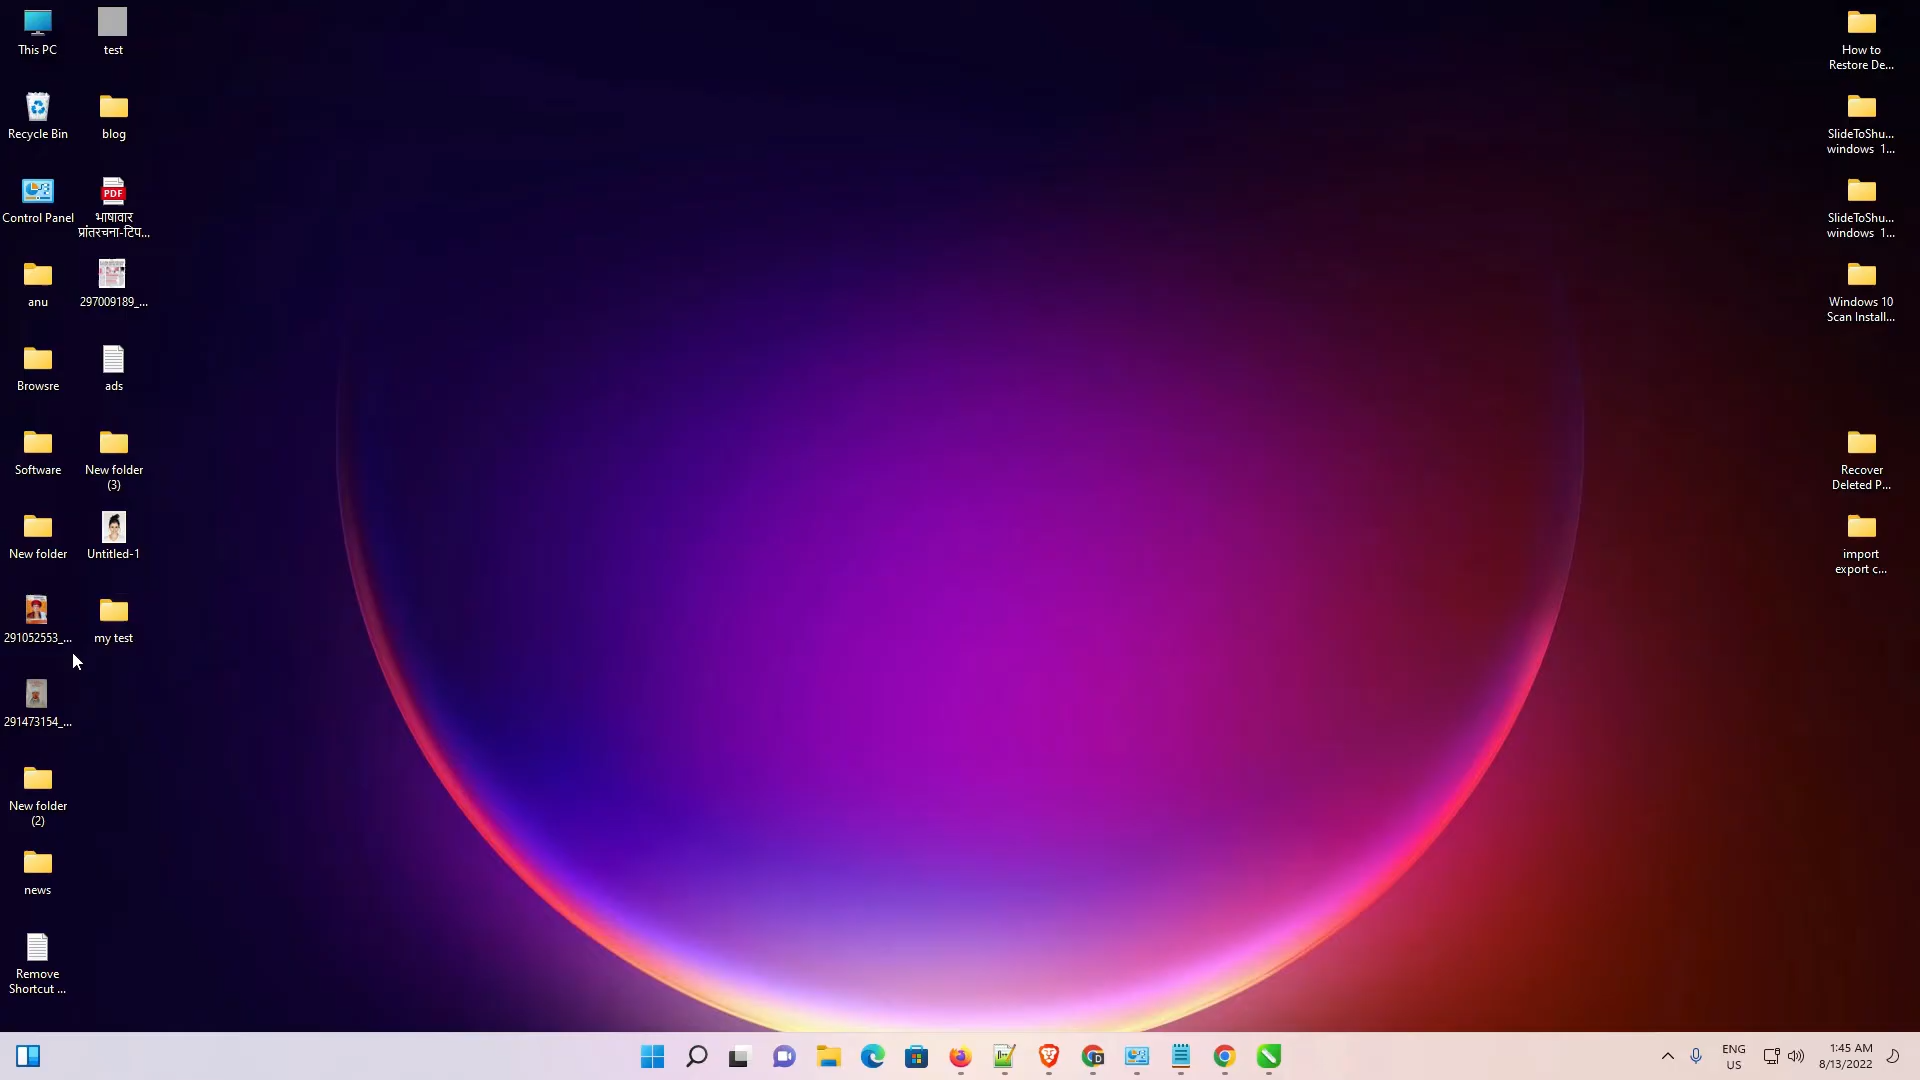 This PC
test
Recycle Bin
blog
Control Panel
PDF
भाषावार
प्रांतरचना-टिप...
anu
297009189_...
Browsre
ads
Software
New folder
(3)
New folder
Untitled-1
291052553_...
my test
291473154_...
New folder
(2)
news
Remove
Shortcut ...
How to
Restore De...
SlideToShu...
windows 1...
SlideToShu...
windows 1...
Windows 10
Scan Install...
Recover
Deleted P...
import
export c...
ENG
US
1:45 AM
8/13/2022